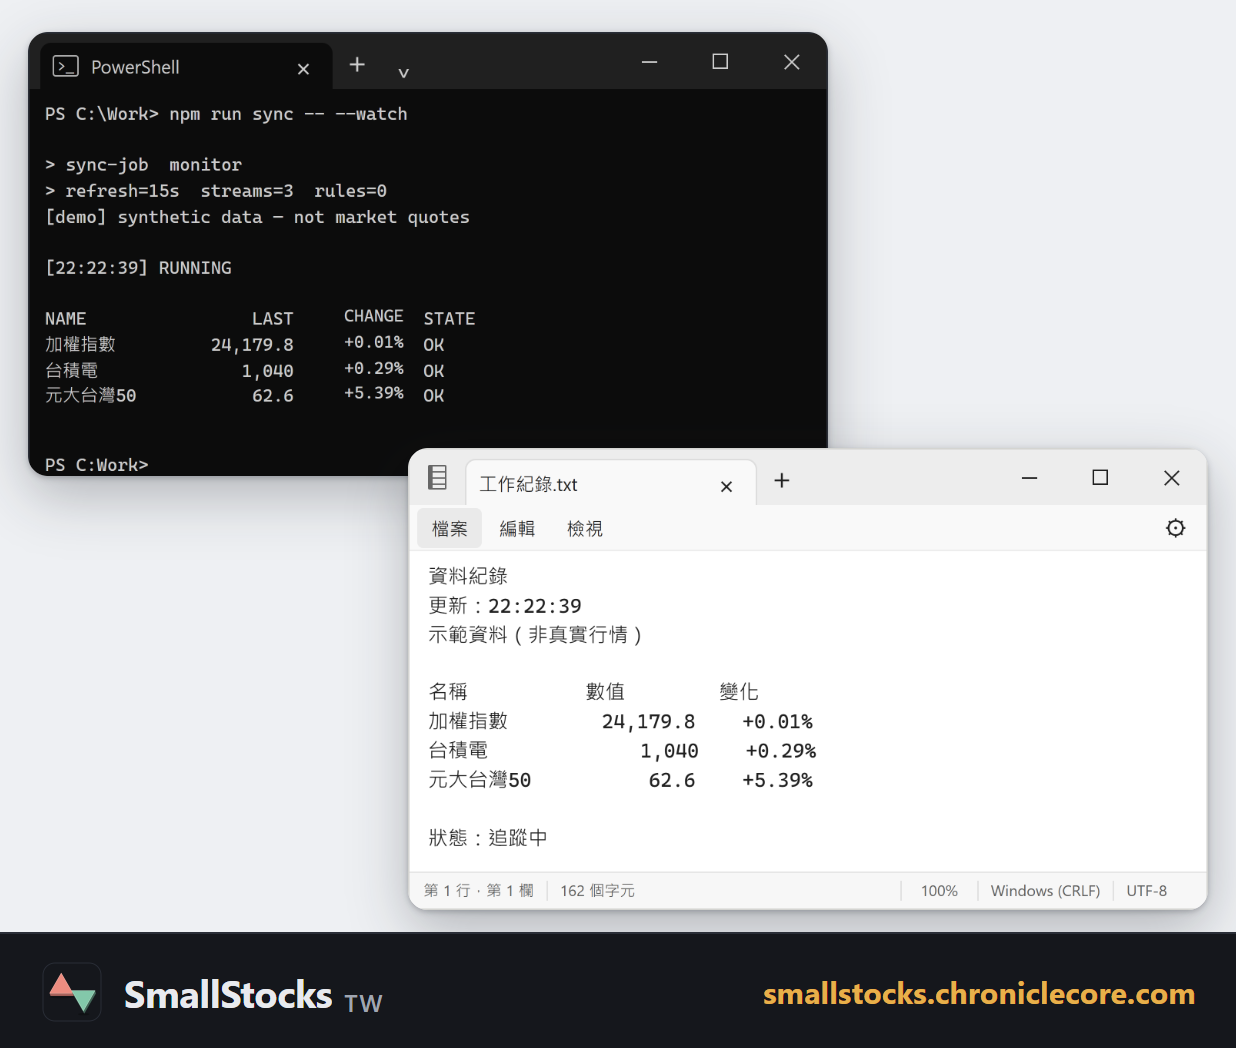 PowerShell
PS C:\Work> npm run sync -- --watch
> sync-job monitor
> refresh=15s streams=3 rules=0
[demo] synthetic data — not market quotes
[22:22:39] RUNNING
NAME LAST CHANGE STATE
加權指數 24,179.8 +0.01% OK
台積電 1,040 +0.29% OK
元大台灣50 62.6 +5.39% OK
PS C:Work>
工作紀錄.txt
檔案 編輯 檢視
資料紀錄
更新：22:22:39
示範資料（非真實行情）
名稱 數值 變化
加權指數 24,179.8 +0.01%
台積電 1,040 +0.29%
元大台灣50 62.6 +5.39%
狀態：追蹤中
第 1 行 · 第 1 欄 162 個字元 100% Windows (CRLF) UTF-8
SmallStocks TW
smallstocks.chroniclecore.com